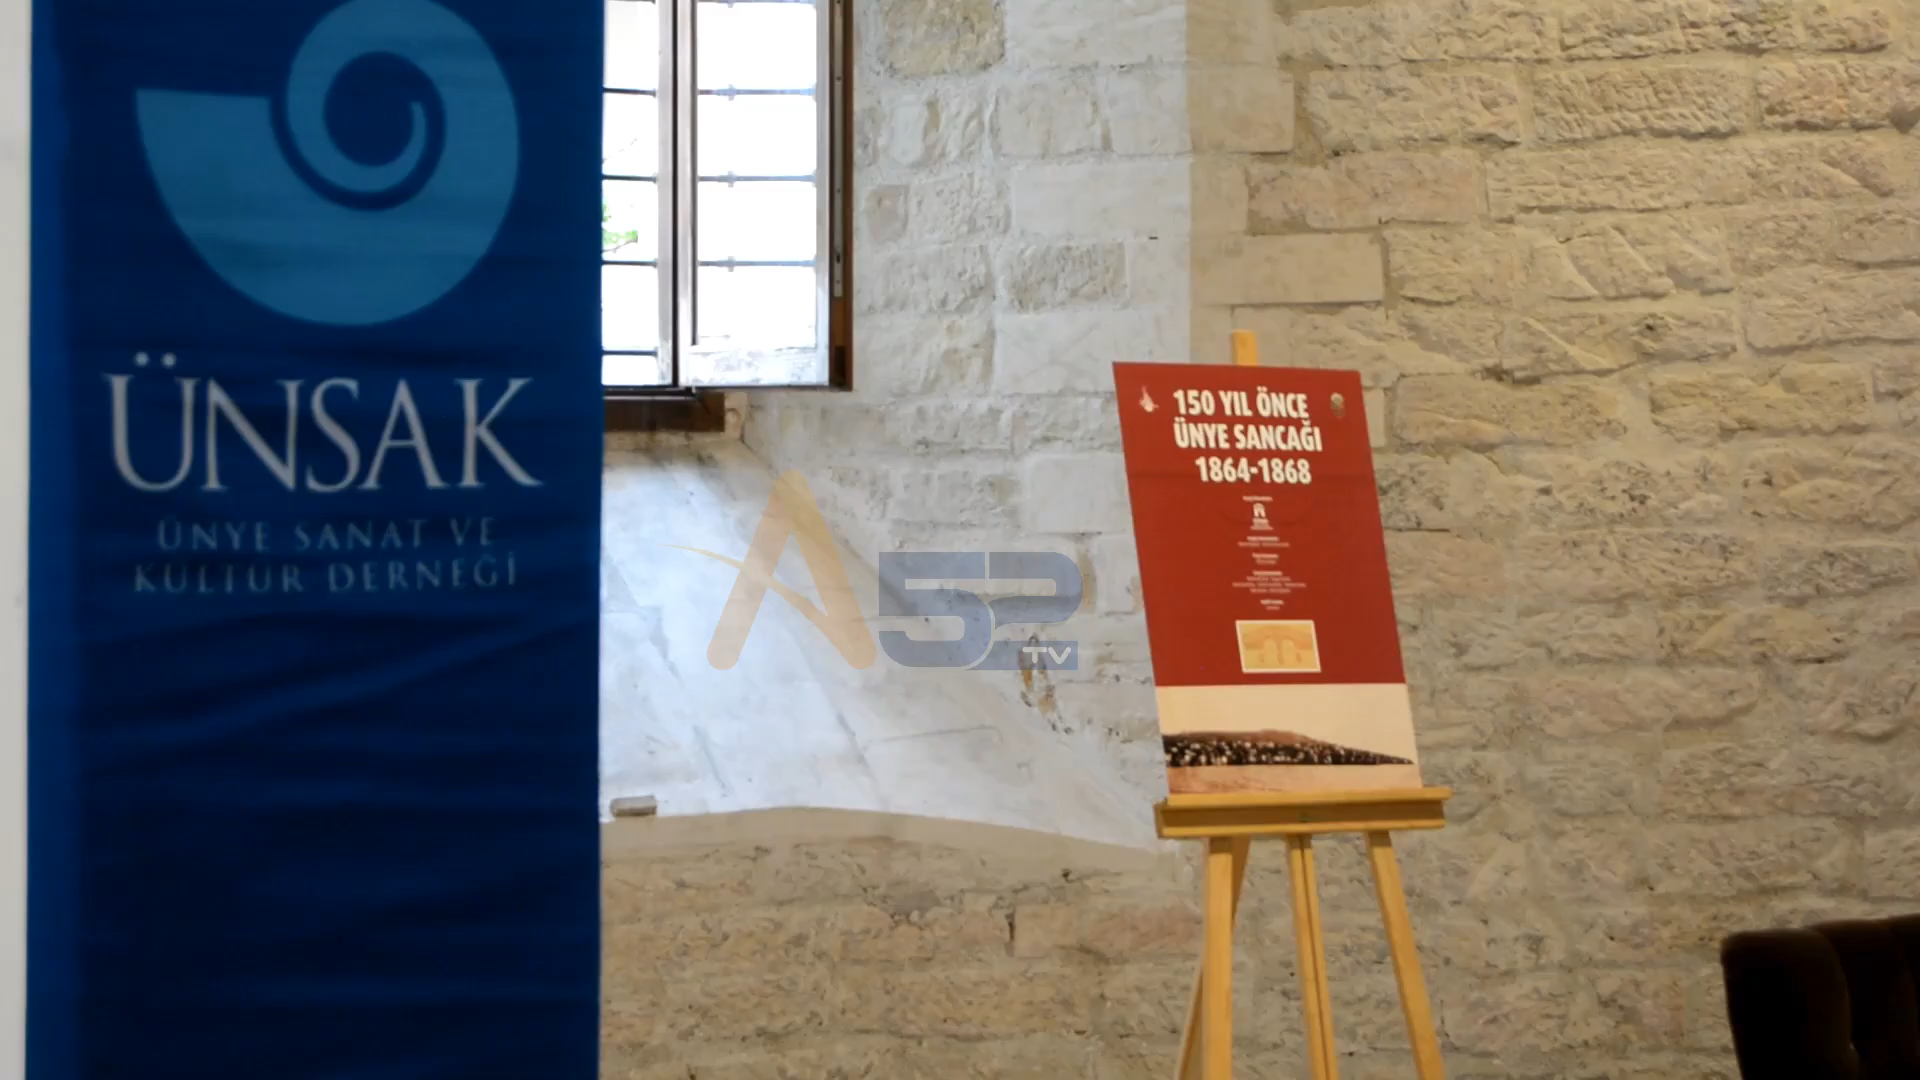 ÜNSAK
ÜNYE SANAT VE
KÜLTÜR DERNEĞİ
A52
TV
150 YIL ÖNCE
ÜNYE SANCAĞI
1864-1868